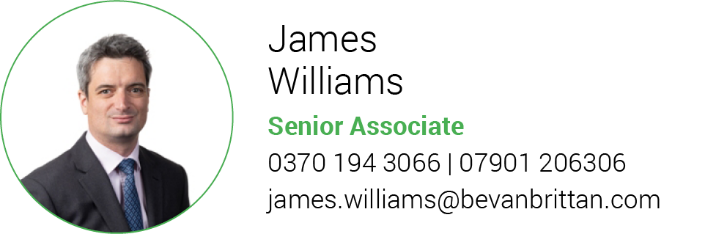 James
Williams
Senior Associate
0370 194 3066 | 07901 206306
james.williams@bevanbrittan.com